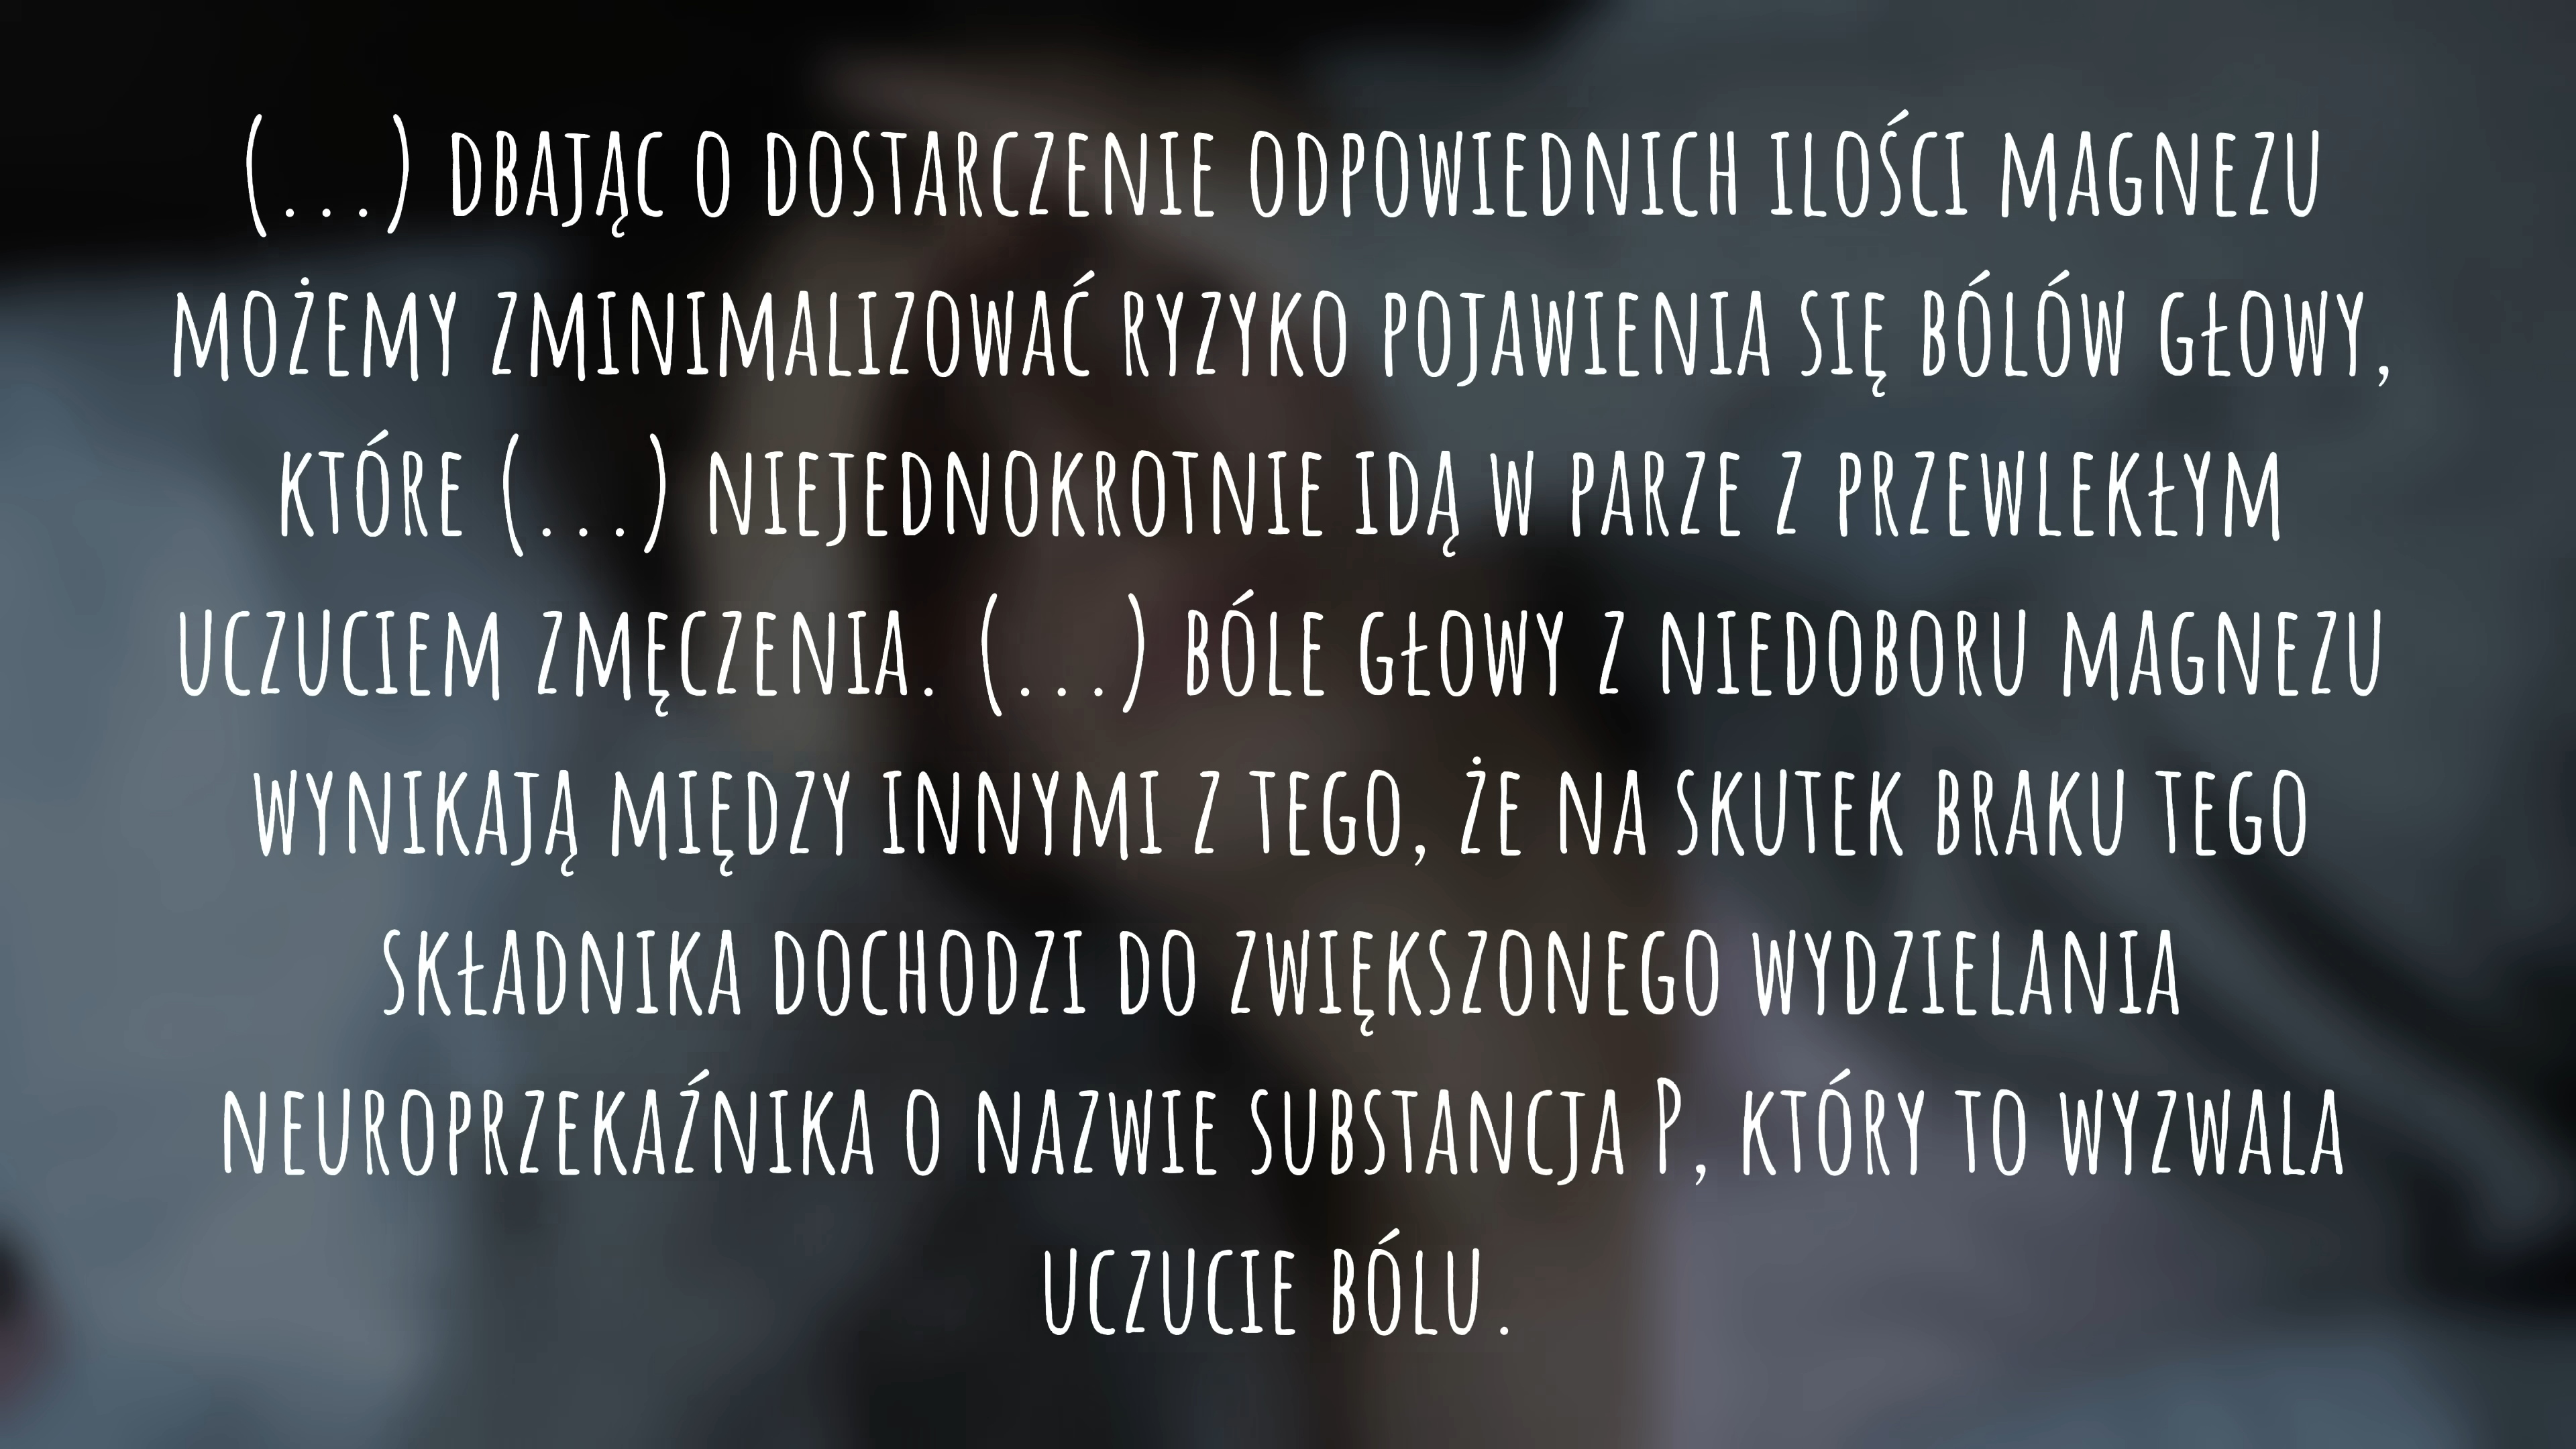 (...) DBAJĄC O DOSTARCZENIE ODPOWIEDNICH ILOŚCI MAGNEZU
MOŻEMY ZMINIMALIZOWAĆ RYZYKO POJAWIENIA SIĘ BÓLÓW GŁOWY,
KTÓRE (...) NIEJEDNOKROTNIE IDĄ W PARZE Z PRZEWLEKŁYM
UCZUCIEM ZMĘCZENIA. (...) BÓLE GŁOWY Z NIEDOBORU MAGNEZU
WYNIKAJĄ MIĘDZY INNYMI Z TEGO, ŻE NA SKUTEK BRAKU TEGO
SKŁADNIKA DOCHODZI DO ZWIĘKSZONEGO WYDZIELANIA
NEUROPRZEKAŹNIKA O NAZWIE SUBSTANCJA P, KTÓRY TO WYZWALA
UCZUCIE BÓLU.